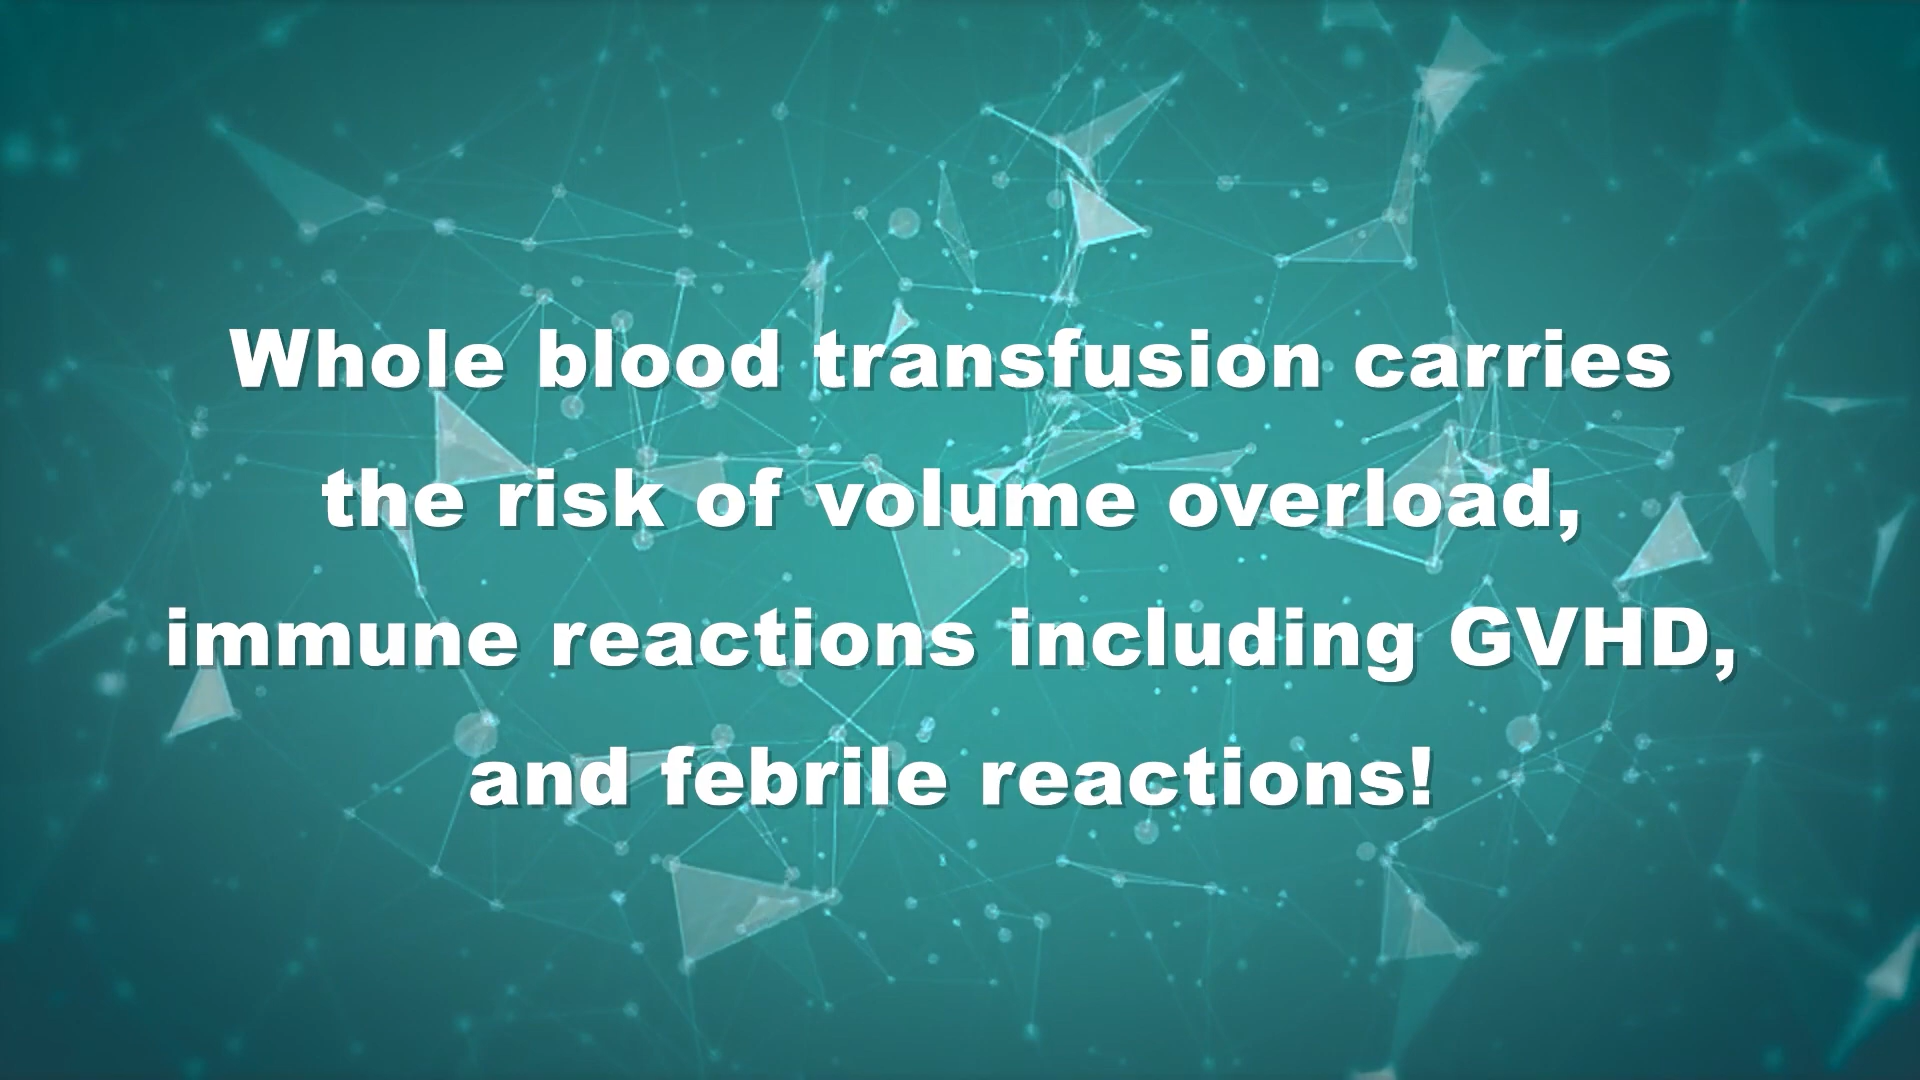 Whole blood transfusion carries
the risk of volume overload,
immune reactions including GVHD,
and febrile reactions!